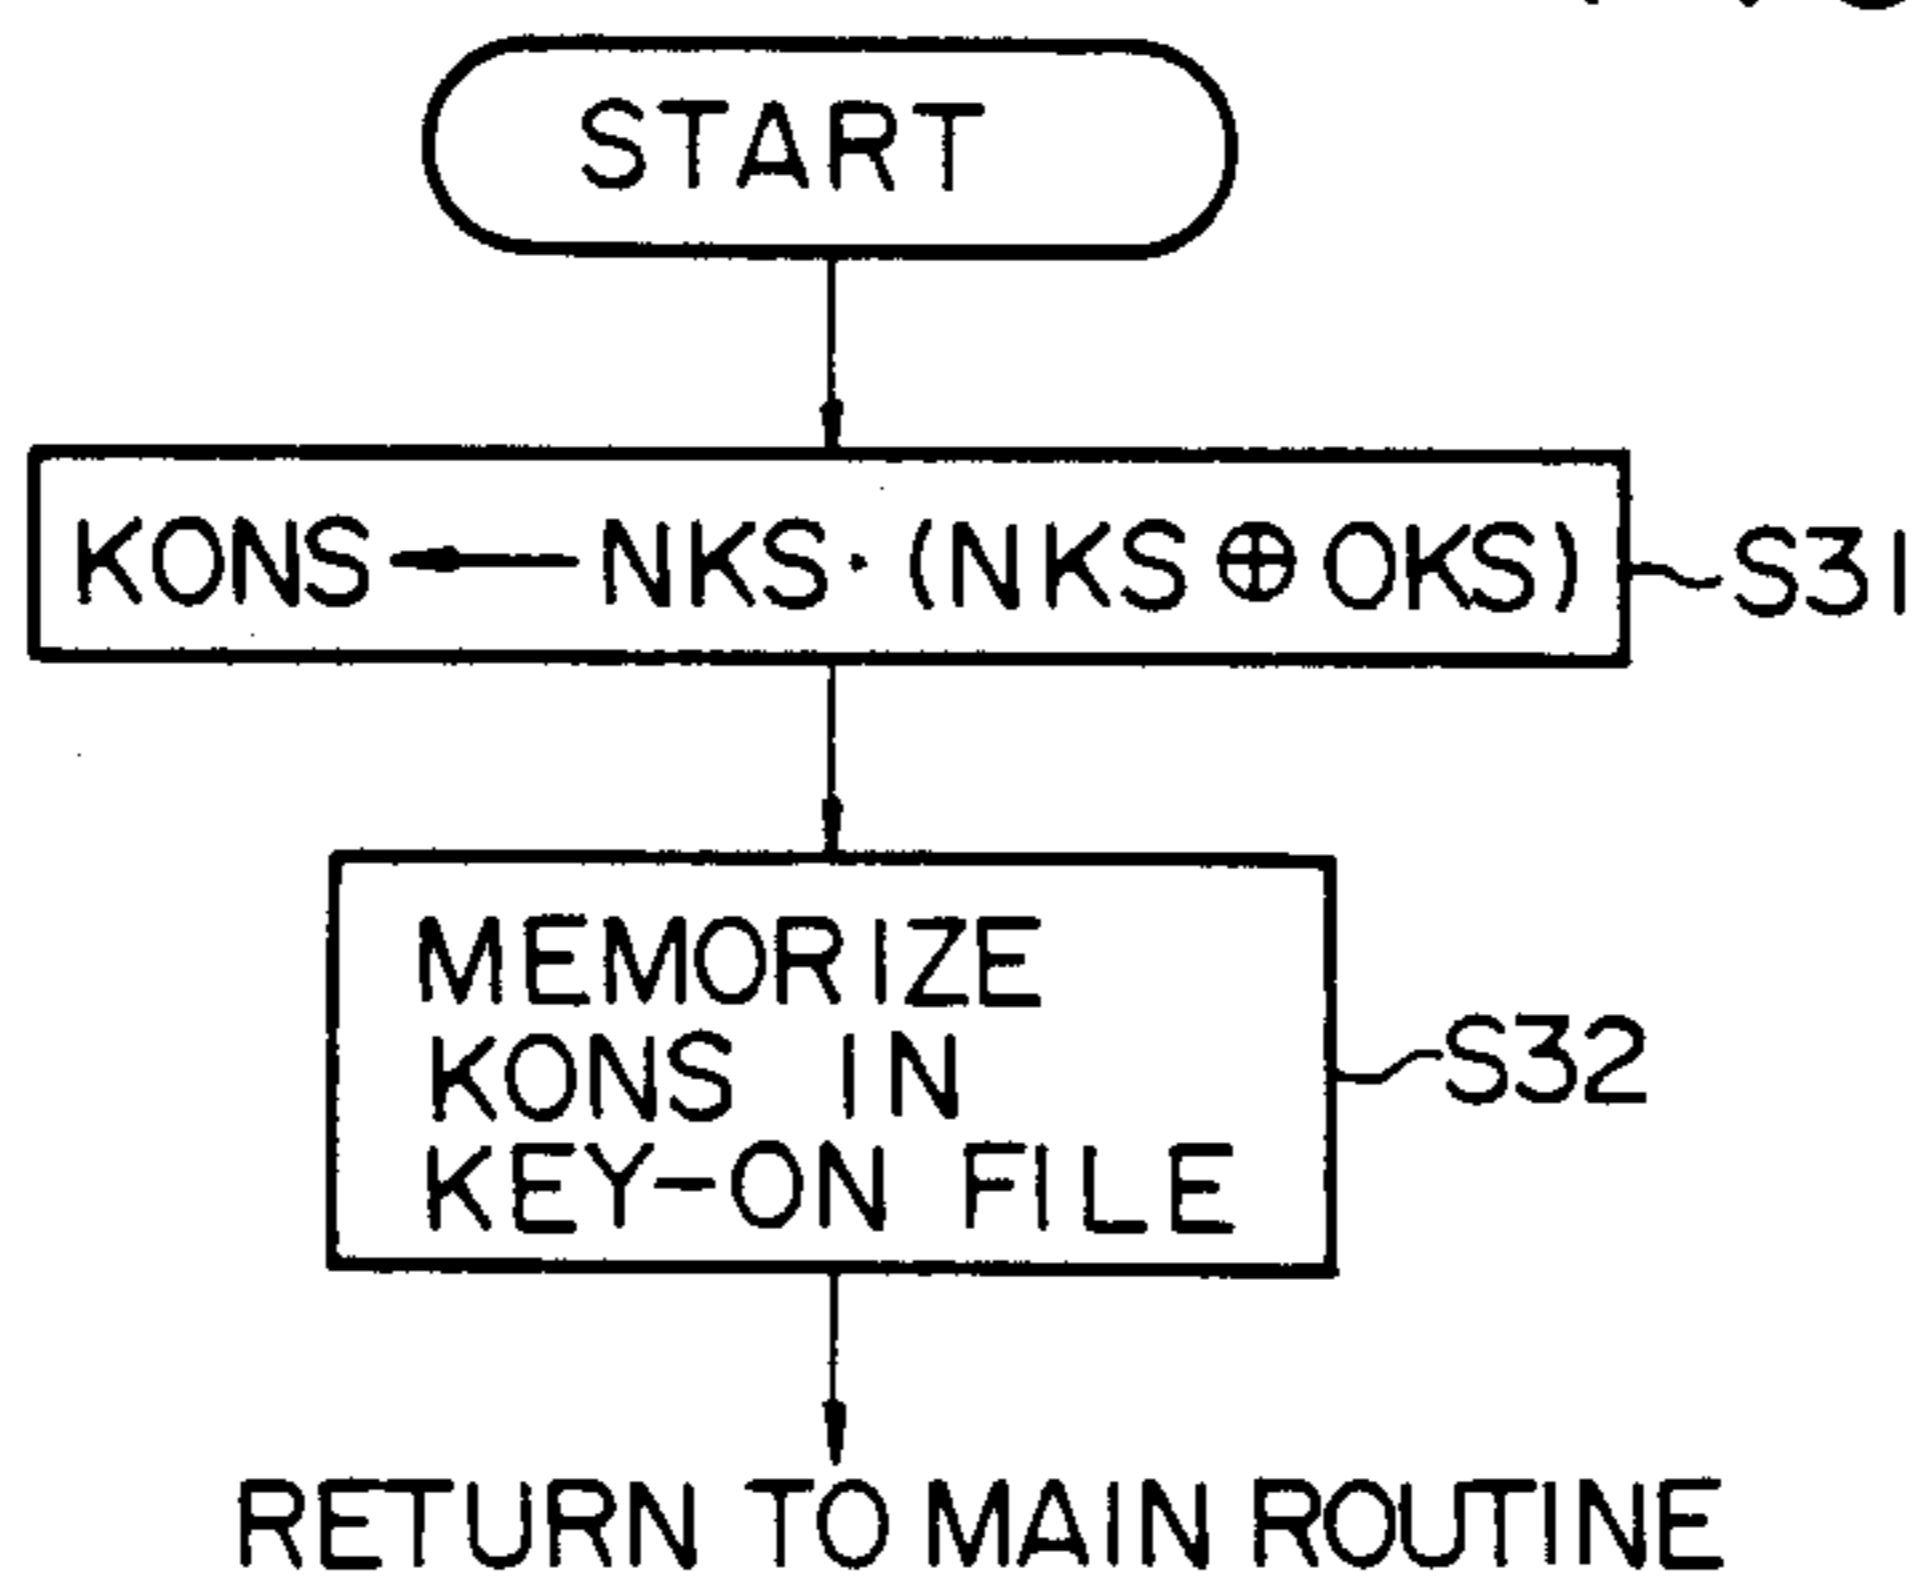 START
KONS ← NKS · (NKS ⊕ OKS)
S31
MEMORIZE
KONS IN
KEY-ON FILE
S32
RETURN TO MAIN ROUTINE